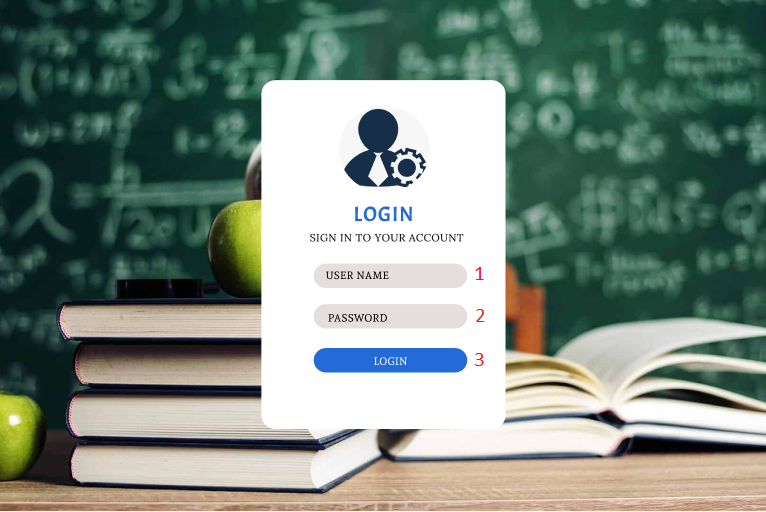 LOGIN
SIGN IN TO YOUR ACCOUNT
USER NAME 1
PASSWORD 2
LOGIN 3